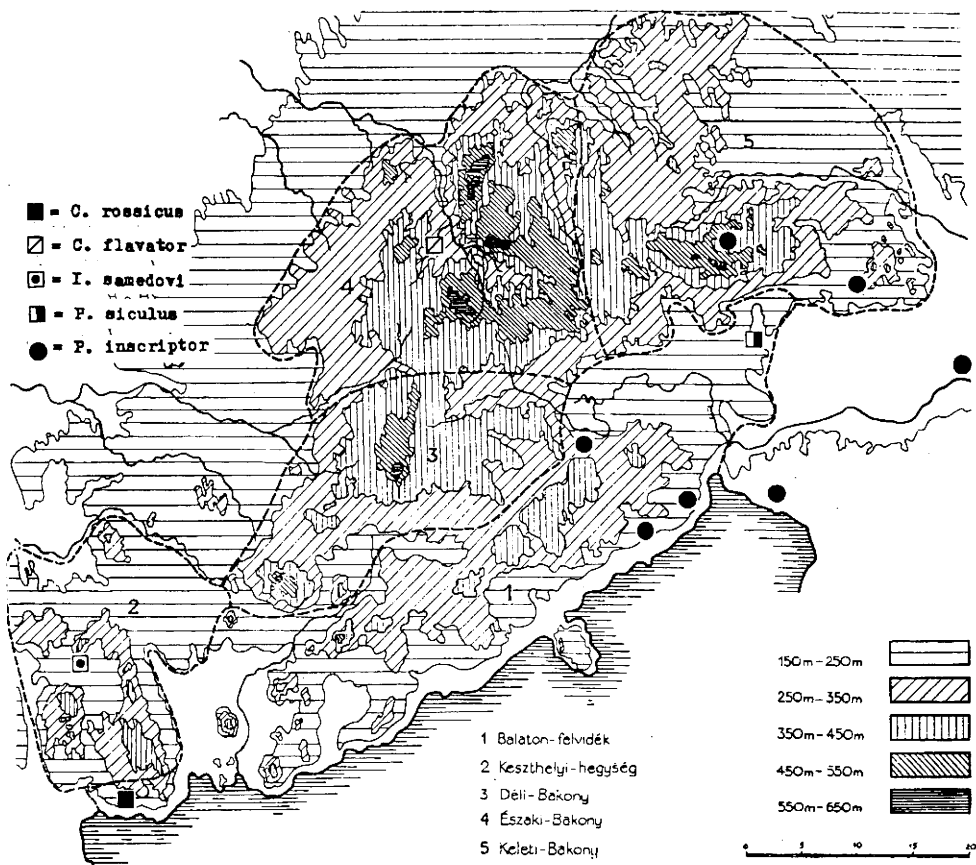 ■ = C. rossicus
= C. flavator
= I. samedovi
= P. siculus
● = P. inscriptor
5
4
3
2
1
150m-250m
250m-350m
350m-450m
450m-550m
550m-650m
1 Balaton-felvidék
2 Keszthelyi-hegység
3 Déli-Bakony
4 Északi-Bakony
5 Keleti-Bakony
0 5 10 15 20